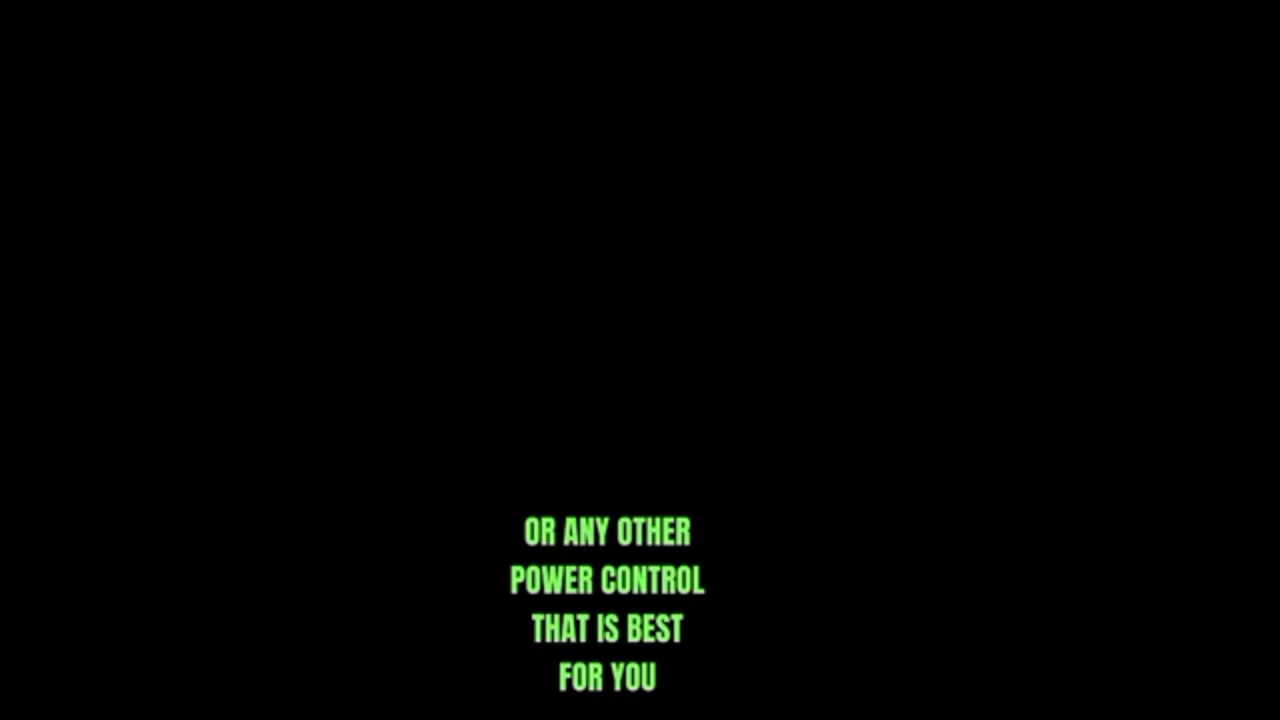 OR ANY OTHER
POWER CONTROL
THAT IS BEST
FOR YOU